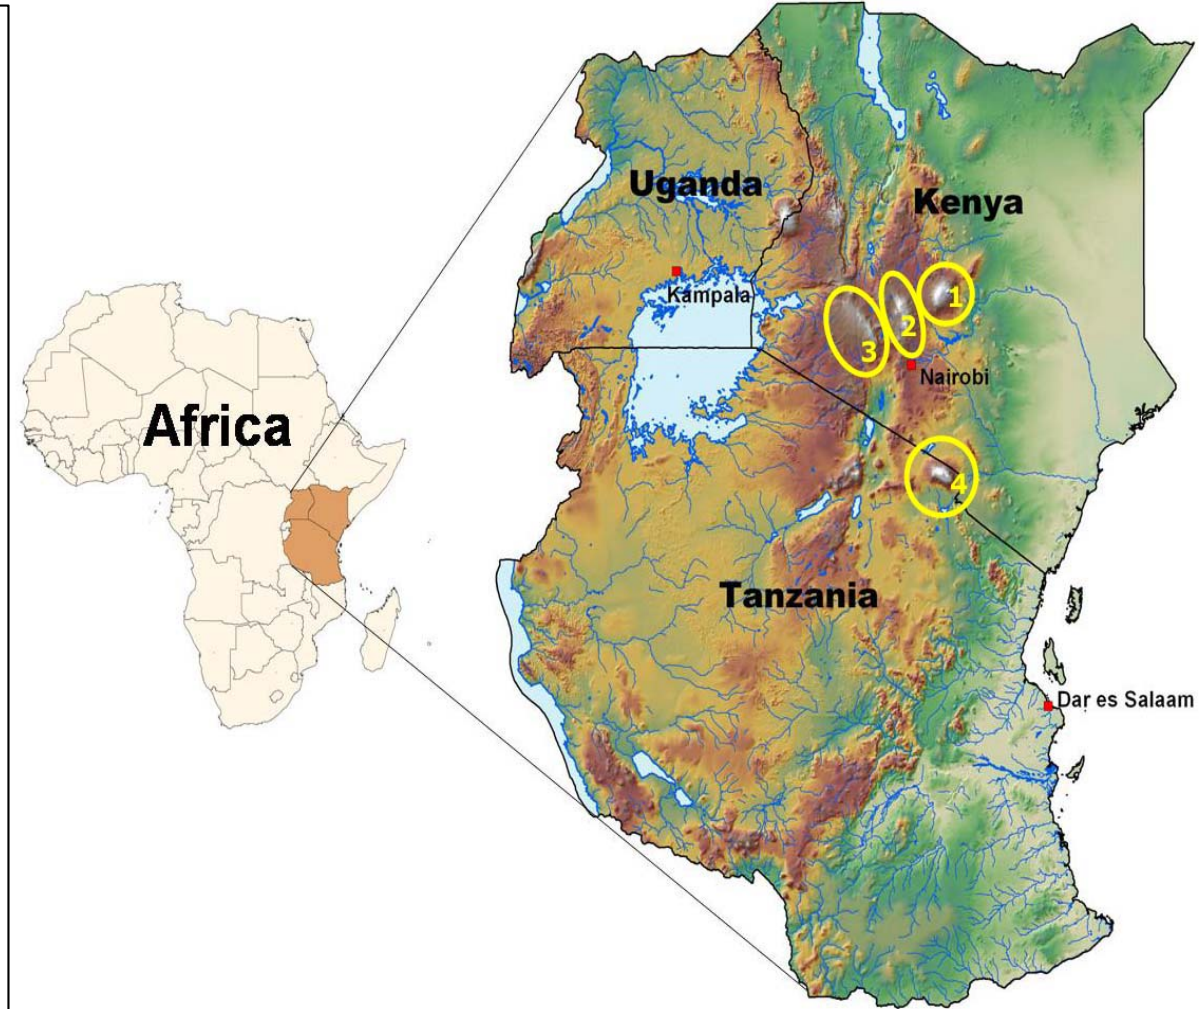 Africa
Uganda
Kenya
Kampala
1
2
3
Nairobi
4
Tanzania
Dar es Salaam